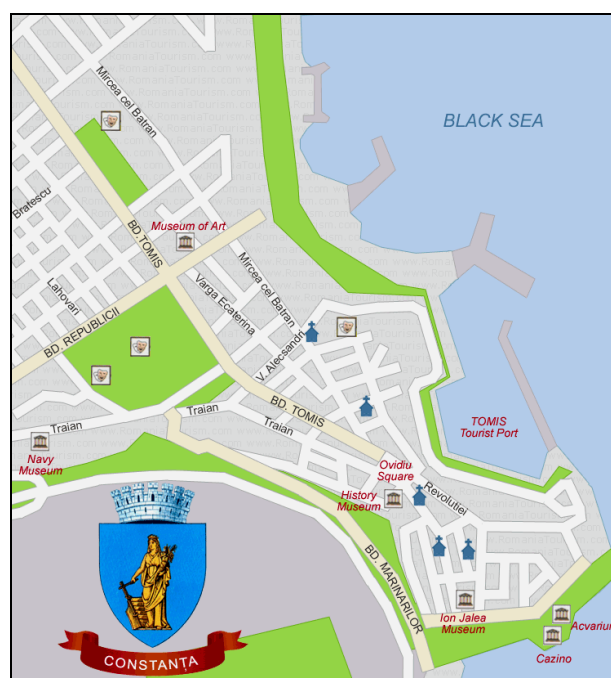 Mircea cel Batran
BLACK SEA
Bratescu
Museum of Art
BD.TOMIS
Mircea cel Batran
Varga Ecaterina
Lahovari
BD. REPUBLICII
V. Alecsandri
BD. TOMIS
Traian
Traian
Traian
TOMIS
Tourist Port
Navy
Museum
Ovidiu
Square
History
Museum
Revolutiei
BD. MARINARILOR
Ion Jalea
Museum
Acvariu
Cazino
CONSTANȚA